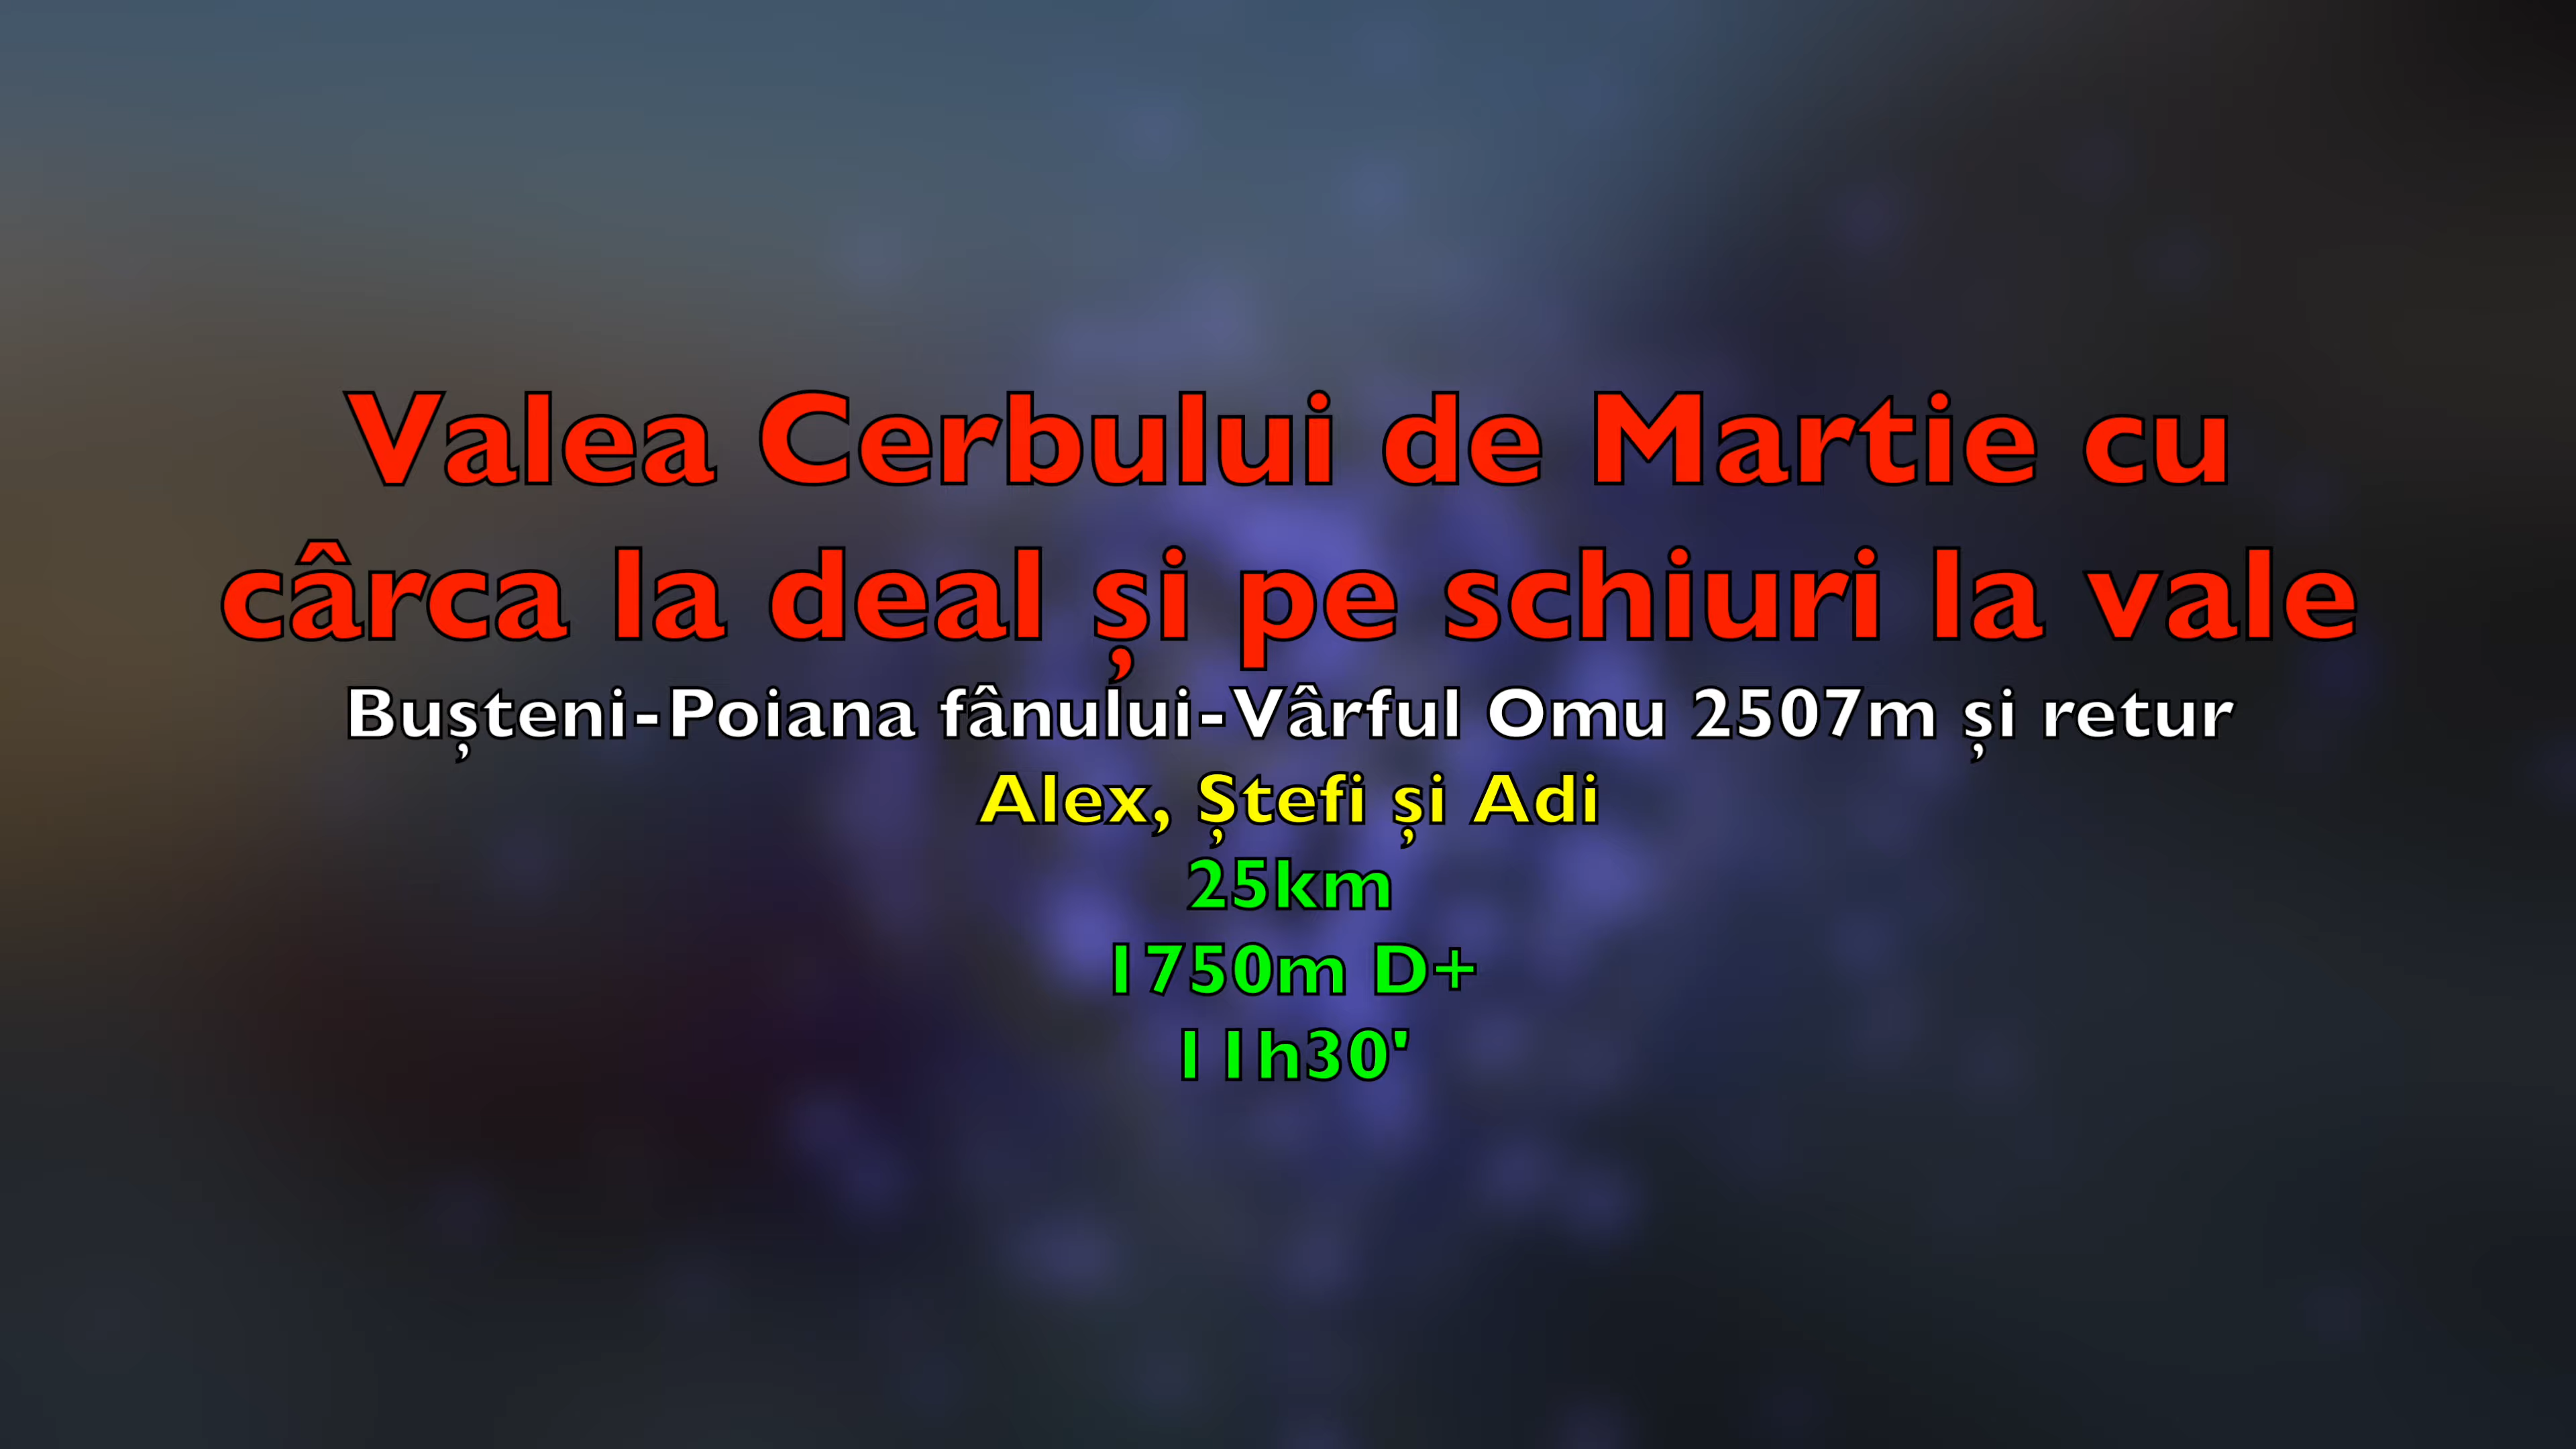 Valea Cerbului de Martie cu
cârca la deal și pe schiuri la vale
Bușteni-Poiana fânului-Vârful Omu 2507m și retur
Alex, Ștefi și Adi
25km
1750m D+
11h30'